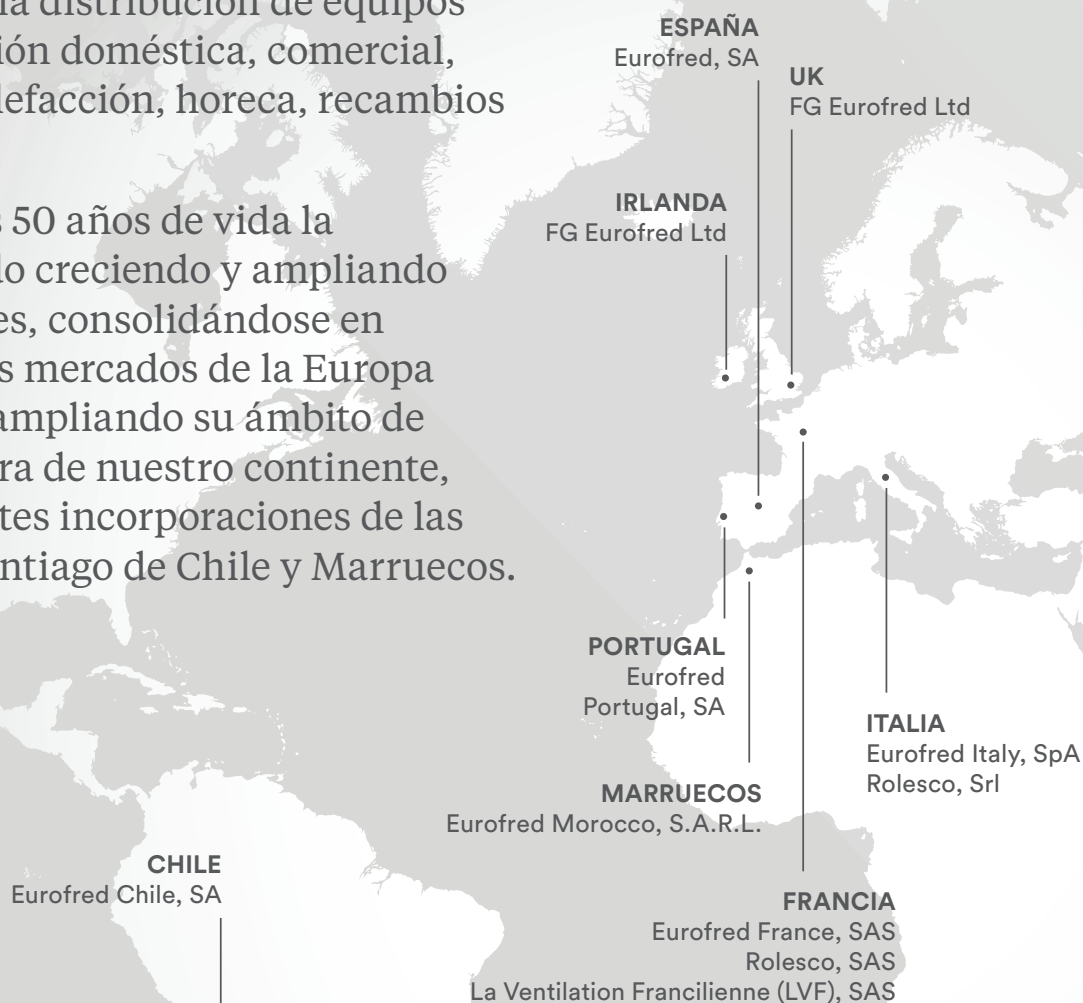 la distribución de equipos
ión doméstica, comercial,
lefacción, horeca, recambios
s 50 años de vida la
do creciendo y ampliando
es, consolidándose en
s mercados de la Europa
ampliando su ámbito de
ra de nuestro continente,
tes incorporaciones de las
ntiago de Chile y Marruecos.
ESPAÑA
Eurofred, SA
UK
FG Eurofred Ltd
IRLANDA
FG Eurofred Ltd
PORTUGAL
Eurofred
Portugal, SA
ITALIA
Eurofred Italy, SpA
Rolesco, Srl
MARRUECOS
Eurofred Morocco, S.A.R.L.
CHILE
Eurofred Chile, SA
FRANCIA
Eurofred France, SAS
Rolesco, SAS
La Ventilation Francilienne (LVF), SAS